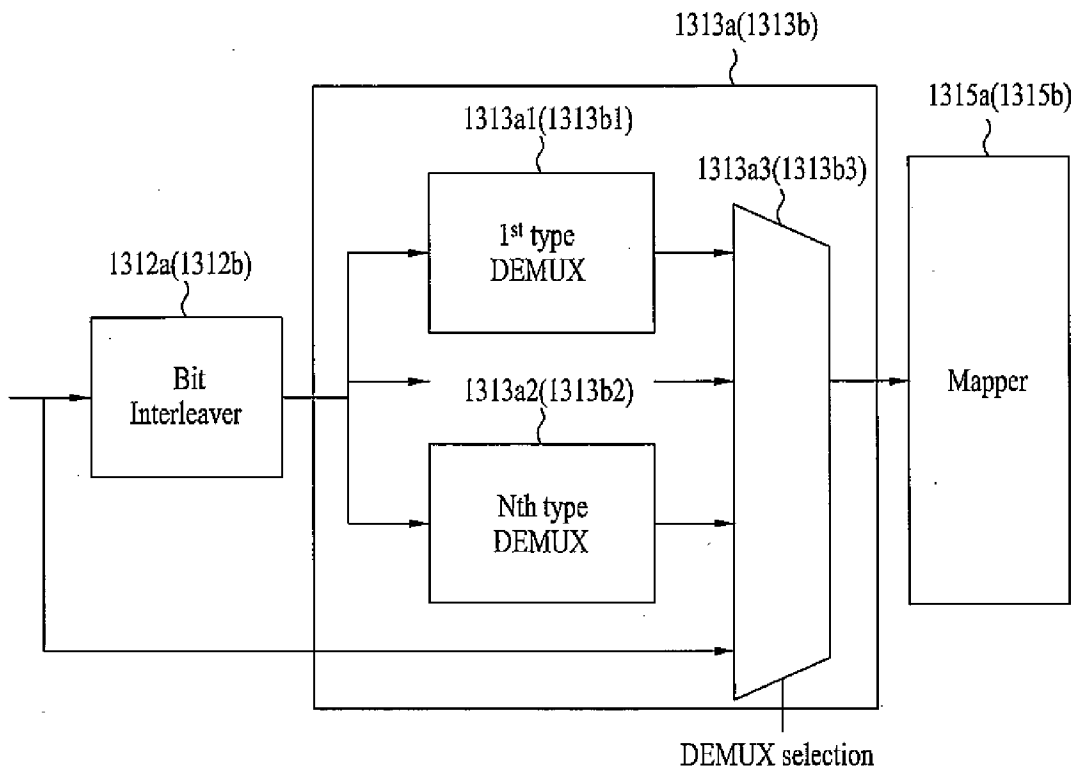 1313a(1313b)
1315a(1315b)
1313a1(1313b1)
1313a3(1313b3)
1st type
DEMUX
1312a(1312b)
Bit
Interleaver
1313a2(1313b2)
Mapper
Nth type
DEMUX
DEMUX selection